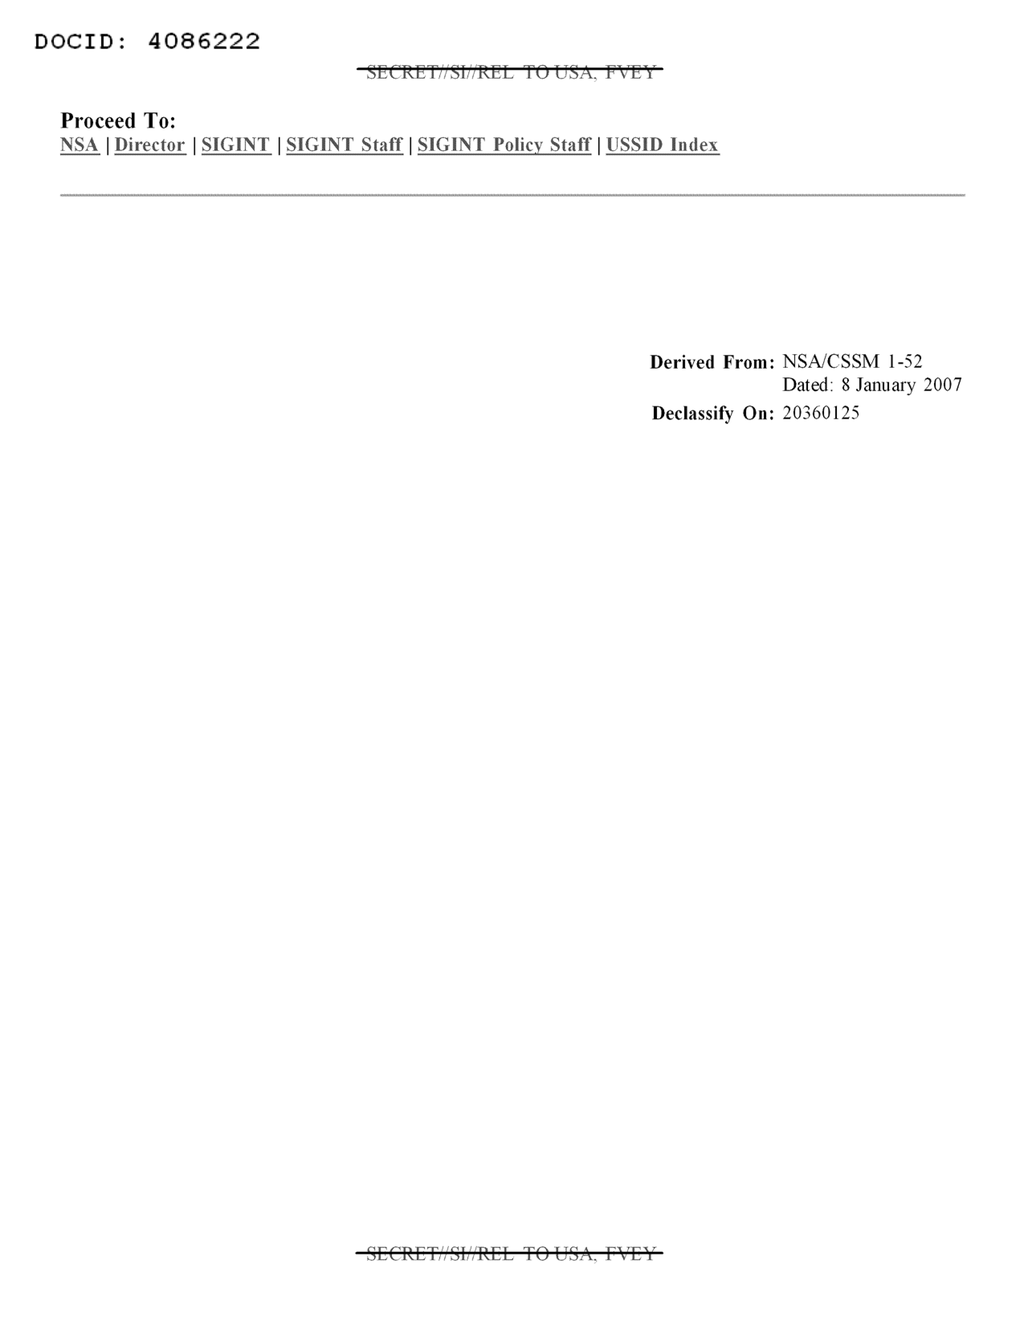 DOCID: 4086222
SECRET//SI//REL TO USA, FVEY
Proceed To:
NSA | Director | SIGINT | SIGINT Staff | SIGINT Policy Staff | USSID Index
Derived From: NSA/CSSM 1-52
Dated: 8 January 2007
Declassify On: 20360125
SECRET//SI//REL TO USA, FVEY